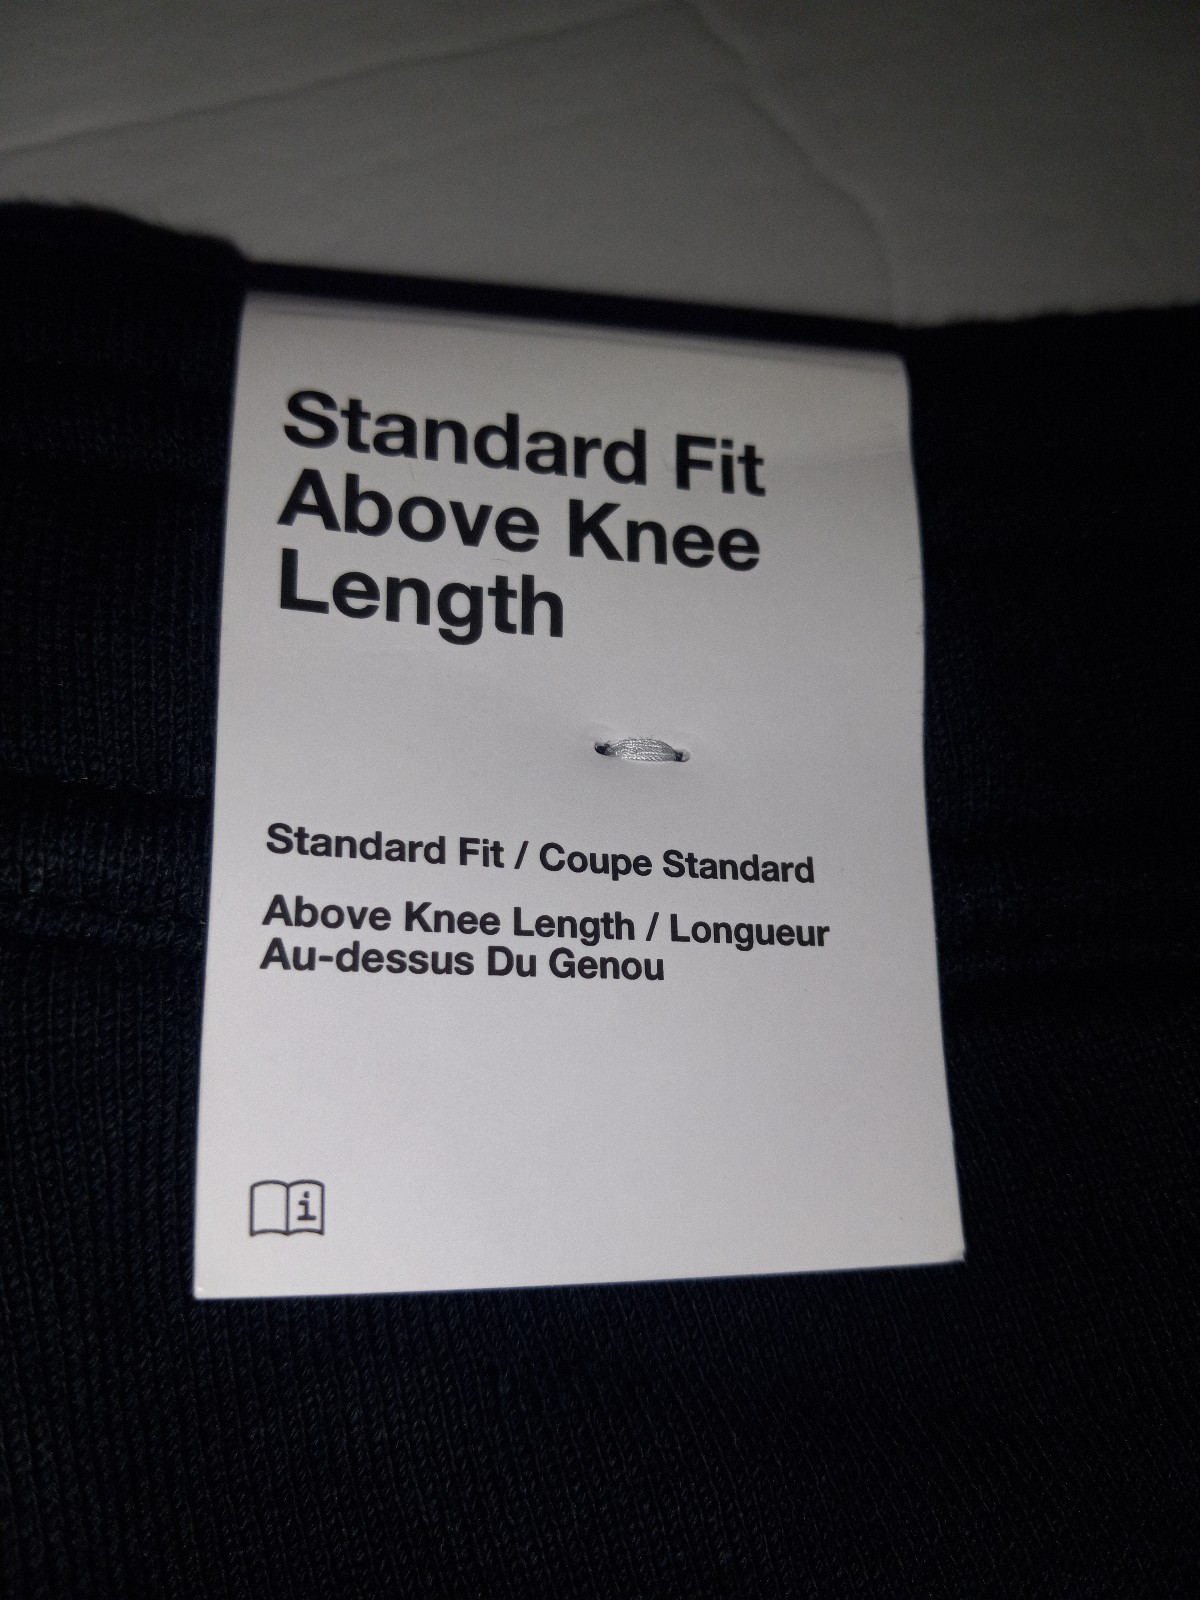 Standard Fit
Above Knee
Length
Standard Fit / Coupe Standard
Above Knee Length / Longueur
Au-dessus Du Genou
i